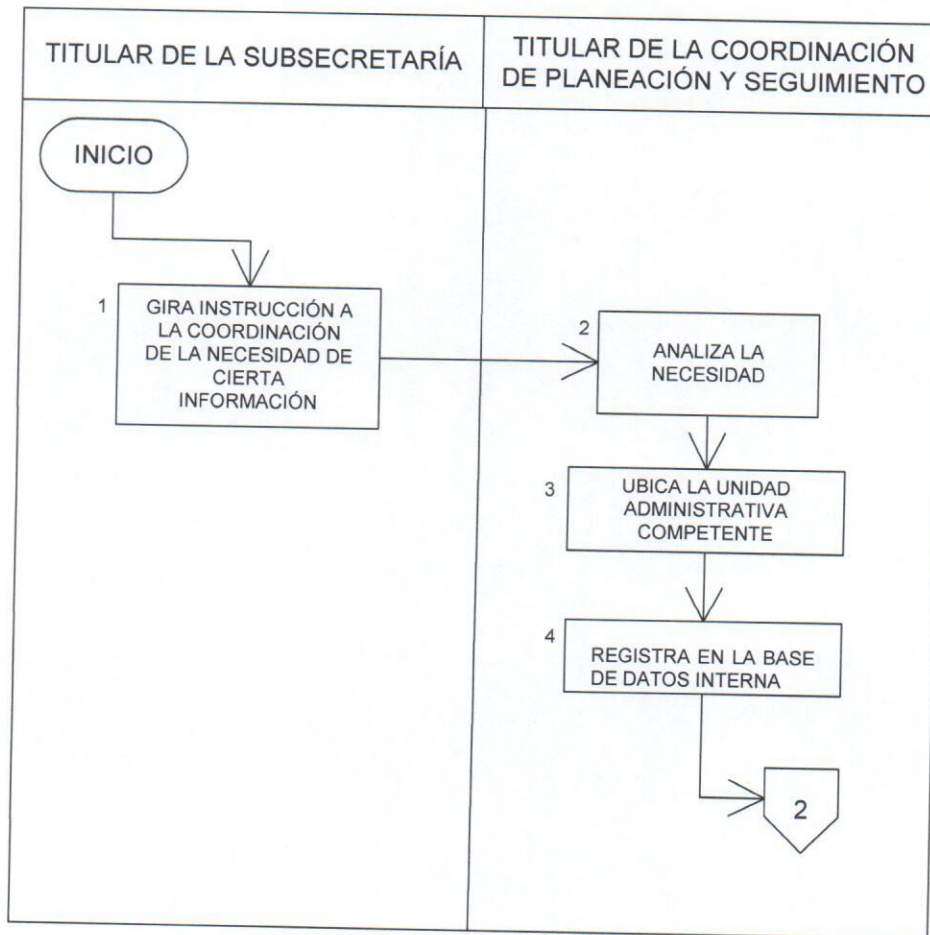 TITULAR DE LA SUBSECRETARÍA
TITULAR DE LA COORDINACIÓN
DE PLANEACIÓN Y SEGUIMIENTO
INICIO
1
GIRA INSTRUCCIÓN A
LA COORDINACIÓN
DE LA NECESIDAD DE
CIERTA
INFORMACIÓN
2
ANALIZA LA
NECESIDAD
3
UBICA LA UNIDAD
ADMINISTRATIVA
COMPETENTE
4
REGISTRA EN LA BASE
DE DATOS INTERNA
2